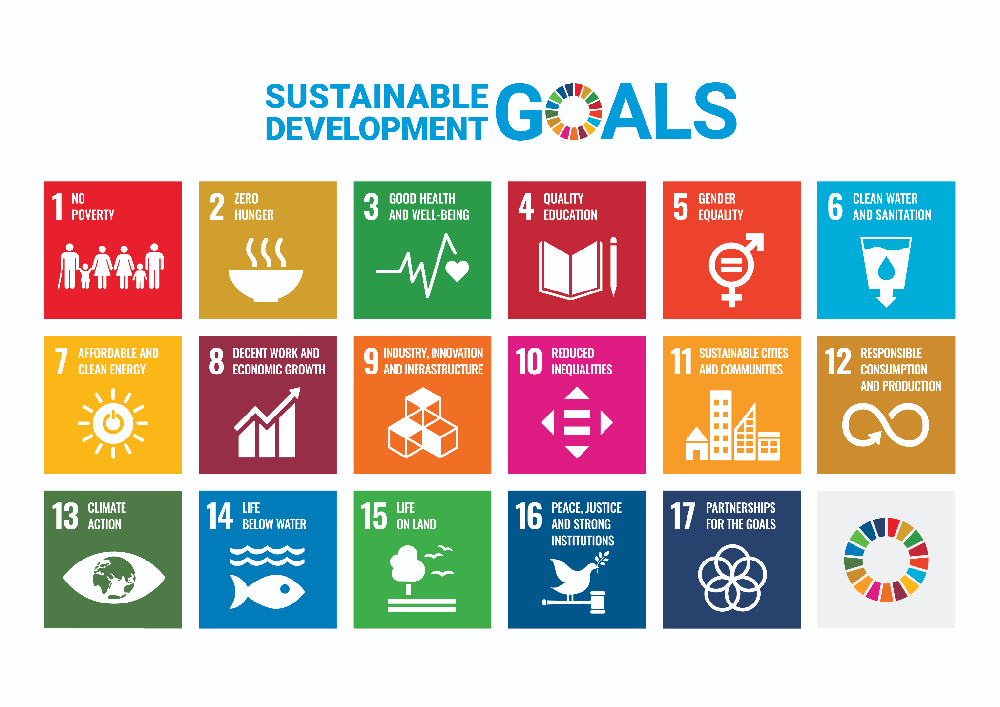 SUSTAINABLE
DEVELOPMENT
GOALS
1 NO
POVERTY
2 ZERO
HUNGER
3 GOOD HEALTH
AND WELL-BEING
4 QUALITY
EDUCATION
5 GENDER
EQUALITY
6 CLEAN WATER
AND SANITATION
7 AFFORDABLE AND
CLEAN ENERGY
8 DECENT WORK AND
ECONOMIC GROWTH
9 INDUSTRY, INNOVATION
AND INFRASTRUCTURE
10 REDUCED
INEQUALITIES
11 SUSTAINABLE CITIES
AND COMMUNITIES
12 RESPONSIBLE
CONSUMPTION
AND PRODUCTION
13 CLIMATE
ACTION
14 LIFE
BELOW WATER
15 LIFE
ON LAND
16 PEACE, JUSTICE
AND STRONG
INSTITUTIONS
17 PARTNERSHIPS
FOR THE GOALS